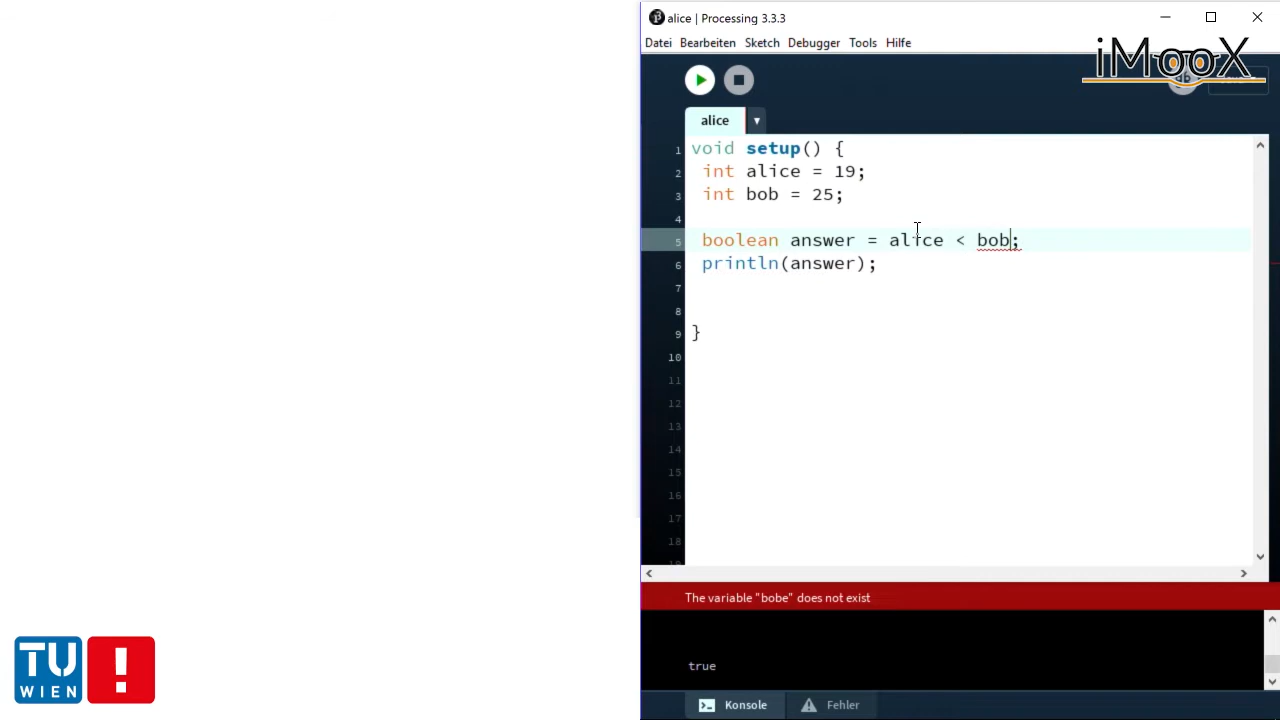 alice | Processing 3.3.3
Datei Bearbeiten Sketch Debugger Tools Hilfe
iMooX
alice
1 void setup() {
2 int alice = 19;
3 int bob = 25;
4
5 boolean answer = alice < bob;
6 println(answer);
7
8
9 }
10
11
12
13
14
15
16
17
18
The variable "bobe" does not exist
true
Konsole Fehler
TU
WIEN
!